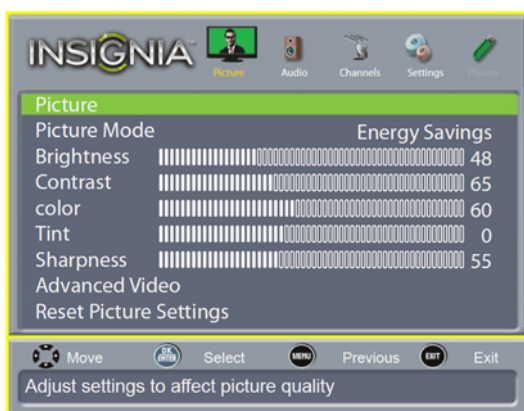 INSIGNIA
Picture Audio Channels Settings Photos
Picture
Picture Mode Energy Savings
Brightness 48
Contrast 65
color 60
Tint 0
Sharpness 55
Advanced Video
Reset Picture Settings
Move OK ENTER Select MENU Previous EXIT Exit
Adjust settings to affect picture quality